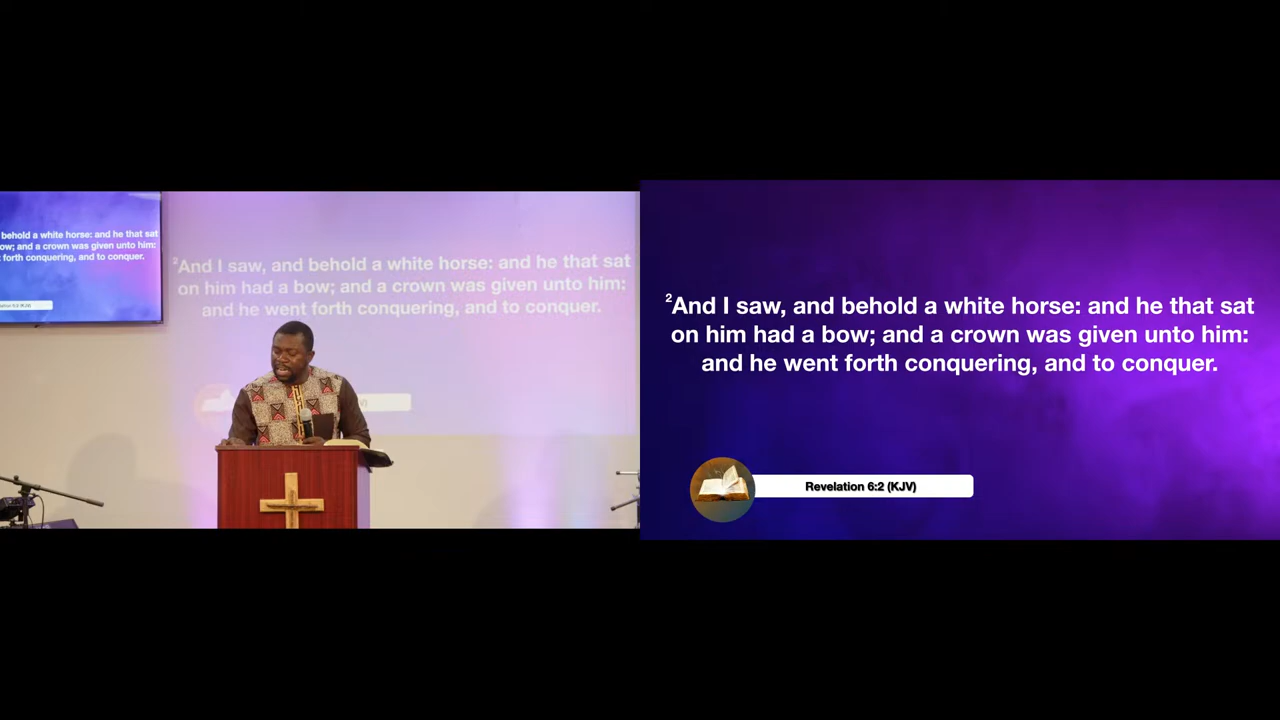 behold a white horse: and he that sat
ow; and a crown was given unto him:
forth conquering, and to conquer.
6:2 (KJV)
²And I saw, and behold a white horse: and he that sat
on him had a bow; and a crown was given unto him:
and he went forth conquering, and to conquer.
²And I saw, and behold a white horse: and he that sat
on him had a bow; and a crown was given unto him:
and he went forth conquering, and to conquer.
Revelation 6:2 (KJV)